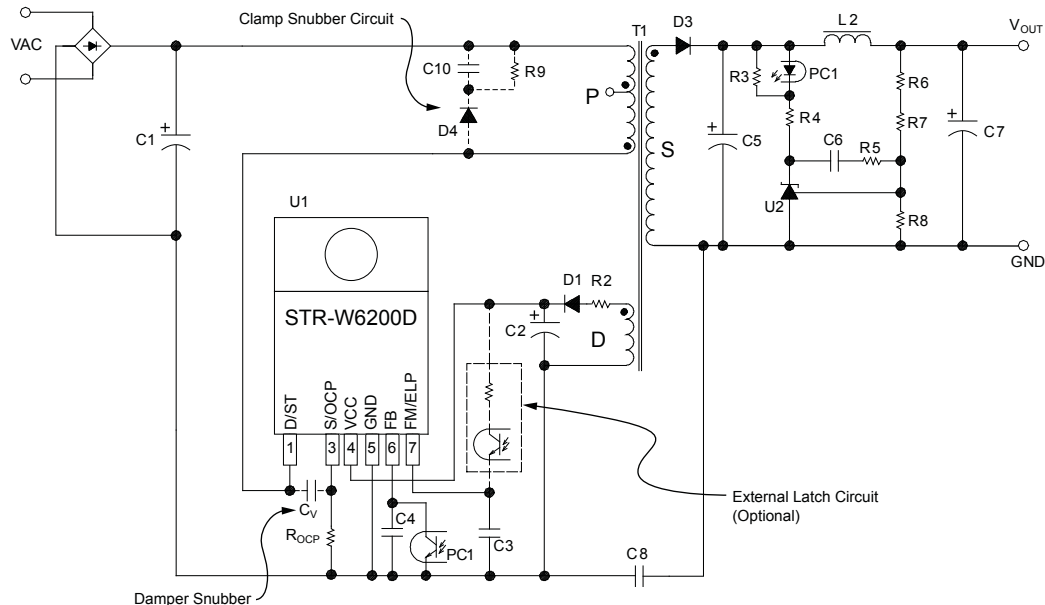 Clamp Snubber Circuit
VAC
C1
C10
R9
D4
P
T1
S
D3
C5
R3
PC1
R4
C6
R5
U2
L2
R6
R7
R8
C7
VOUT
GND
U1
STR-W6200D
D/ST
S/OCP
VCC
GND
FB
FM/ELP
1
3
4
5
6
7
D1
R2
C2
D
CV
ROCP
C4
PC1
C3
C8
External Latch Circuit
(Optional)
Damper Snubber
+
+
+
+